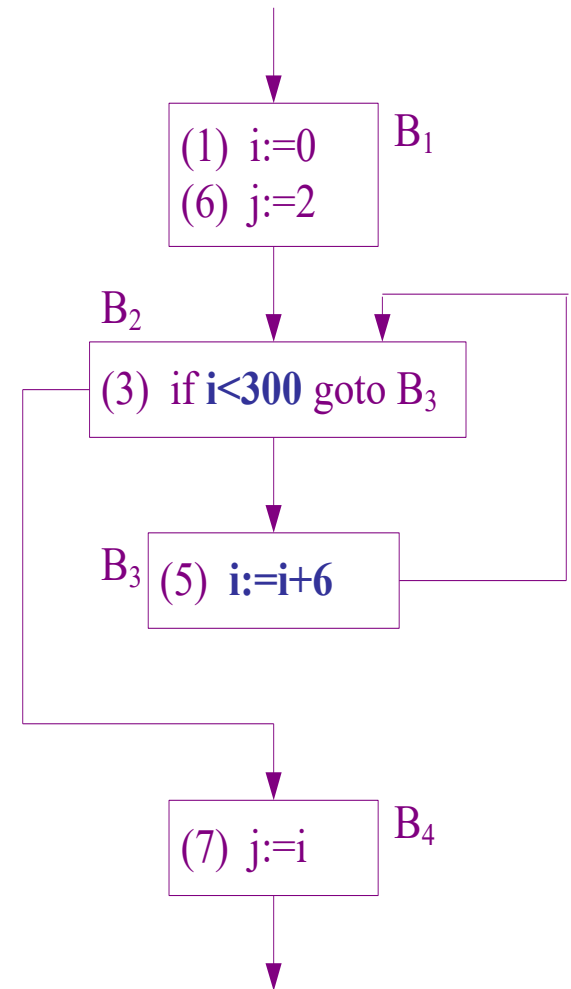 (1) i:=0
B₁
(6) j:=2
B₂
(3) if i<300 goto B₃
B₃
(5) i:=i+6
(7) j:=i
B₄